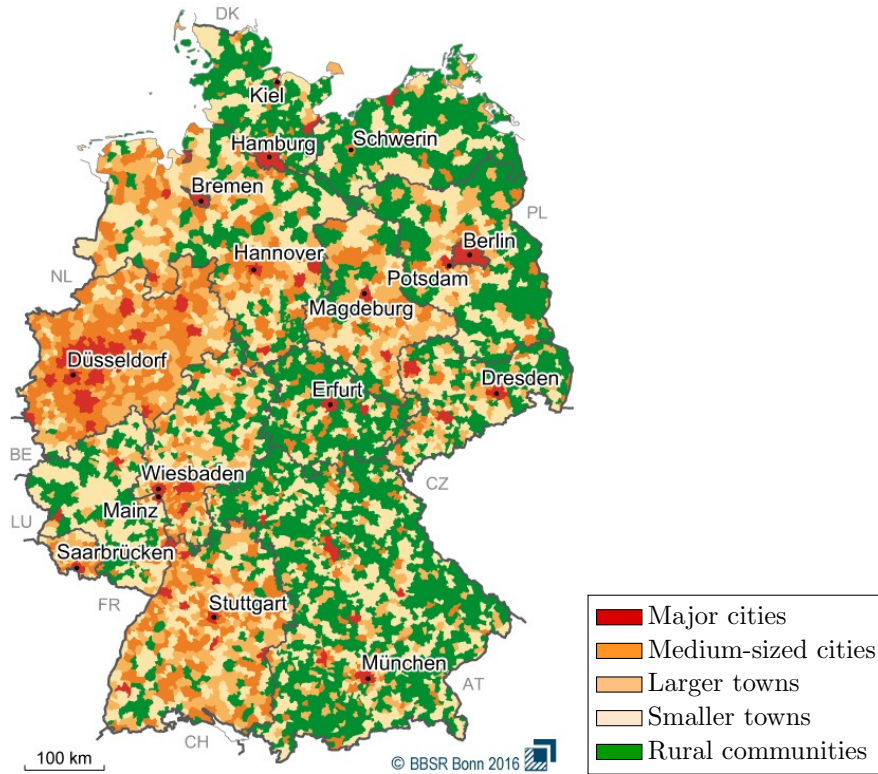 DK
Kiel
Hamburg
Schwerin
Bremen
PL
Berlin
Hannover
NL
Potsdam
Magdeburg
Düsseldorf
Erfurt
Dresden
BE
Wiesbaden
CZ
Mainz
LU
Saarbrücken
FR
Stuttgart
München
AT
CH
100 km
© BBSR Bonn 2016
Major cities
Medium-sized cities
Larger towns
Smaller towns
Rural communities